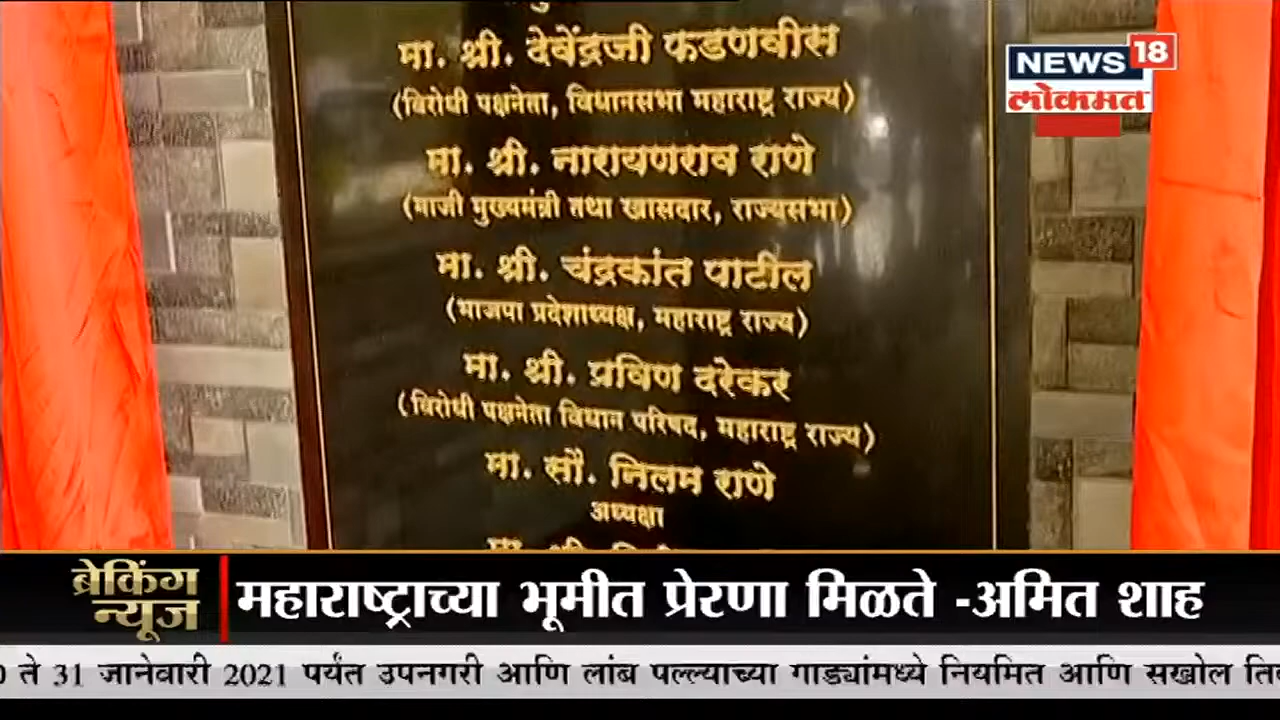 मा. श्री. देवेंद्रजी फडणवीस
(विरोधी पक्षनेता, विधानसभा महाराष्ट्र राज्य)
मा. श्री. नारायणराव राणे
(माजी मुख्यमंत्री तथा खासदार, राज्यसभा)
मा. श्री. चंद्रकांत पाटील
(भाजपा प्रदेशाध्यक्ष, महाराष्ट्र राज्य)
मा. श्री. प्रविण दरेकर
(विरोधी पक्षनेता विधान परिषद, महाराष्ट्र राज्य)
मा. सौ. निलम राणे
अध्यक्षा
NEWS 18
लोकमत
ब्रेकिंग
न्यूज
महाराष्ट्राच्या भूमीत प्रेरणा मिळते -अमित शाह
ते 31 जानेवारी 2021 पर्यंत उपनगरी आणि लांब पल्ल्याच्या गाड्यांमध्ये नियमित आणि सखोल